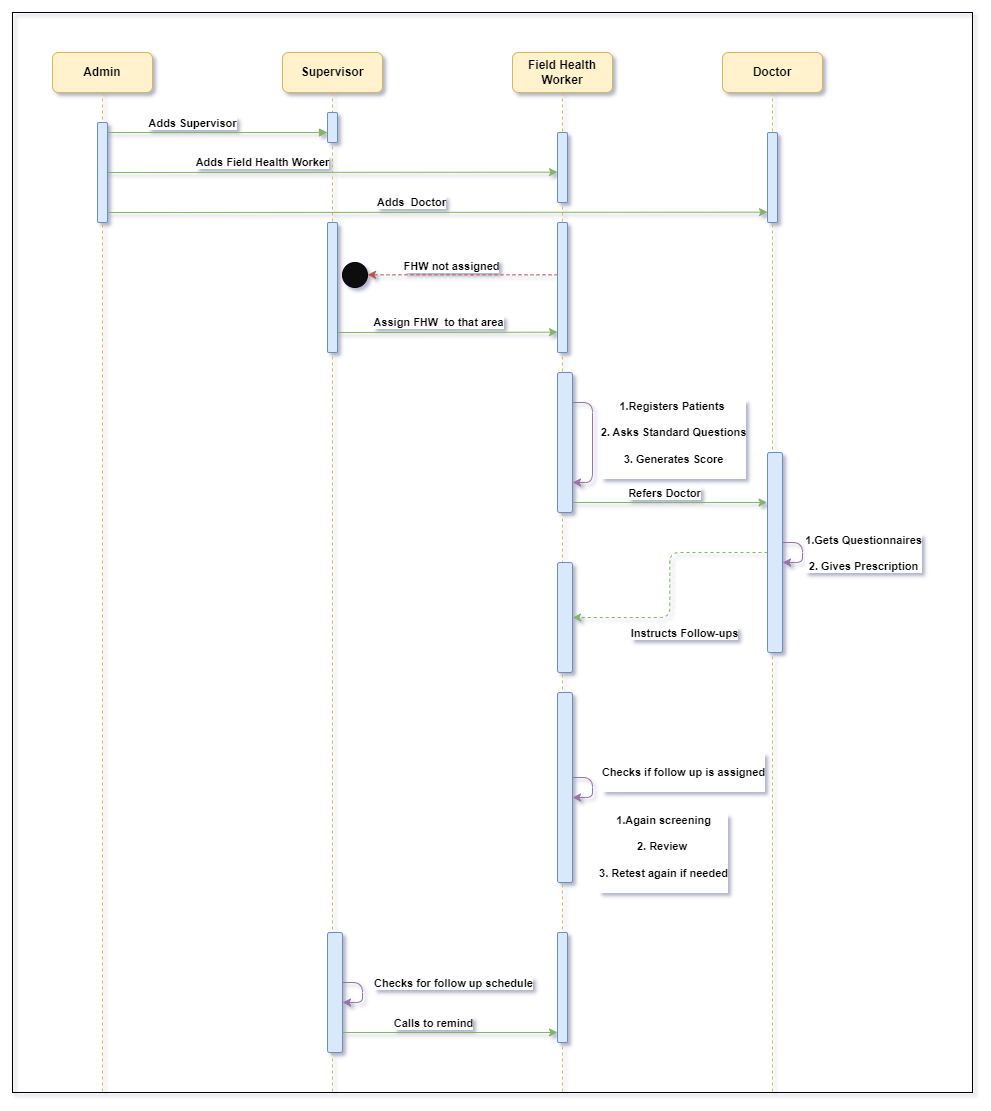 Admin
Supervisor
Field Health
Worker
Doctor
Adds Supervisor
Adds Field Health Worker
Adds  Doctor
FHW not assigned
Assign FHW  to that area
1.Registers Patients
2. Asks Standard Questions
3. Generates Score
Refers Doctor
1.Gets Questionnaires
2. Gives Prescription
Instructs Follow-ups
Checks if follow up is assigned
1.Again screening
2. Review
3. Retest again if needed
Checks for follow up schedule
Calls to remind